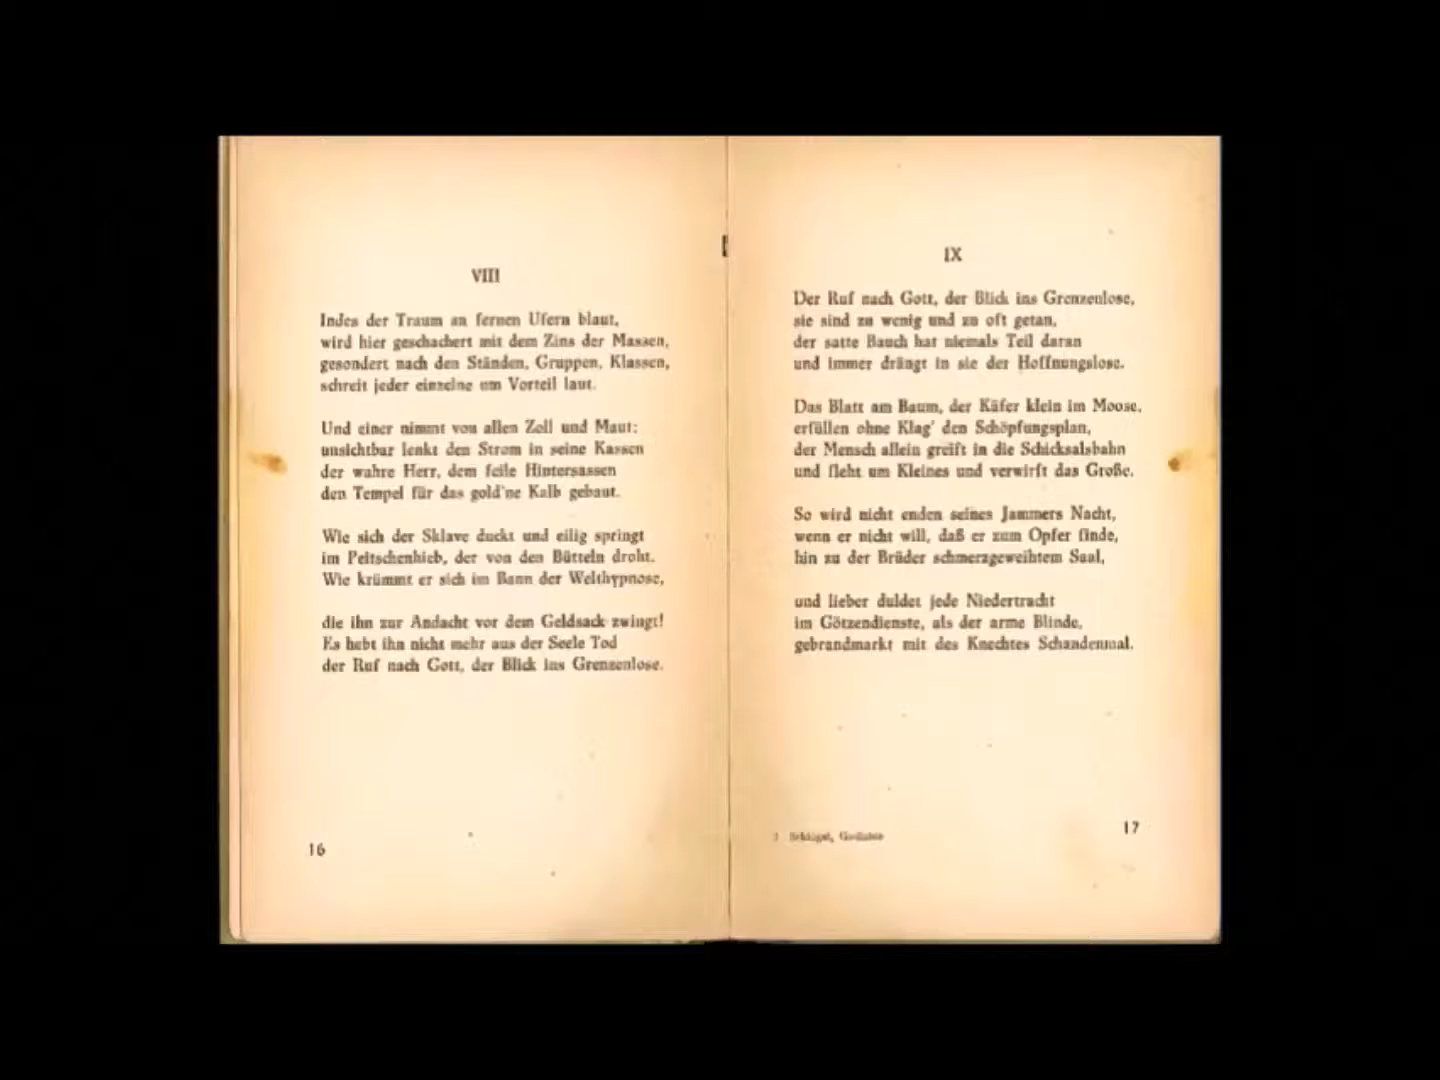 VIII
Indes der Traum an fernen Ufern blaut,
wird hier geschachert mit dem Zins der Massen,
gesondert nach den Ständen, Gruppen, Klassen,
schreit jeder einzelne um Vorteil laut.
Und einer nimmt von allen Zoll und Maut;
unsichtbar lenkt den Strom in seine Kassen
der wahre Herr, dem feile Hintersassen
den Tempel für das gold'ne Kalb gebaut.
Wie sich der Sklave duckt und eilig springt
im Peitschenhieb, der von den Bütteln droht.
Wie krümmt er sich im Bann der Welthypnose,
die ihn zur Andacht vor dem Geldsack zwingt!
Es hebt ihn nicht mehr aus der Seele Tod
der Ruf nach Gott, der Blick ins Grenzenlose.
16
IX
Der Ruf nach Gott, der Blick ins Grenzenlose,
sie sind zu wenig und zu oft getan,
der satte Bauch hat niemals Teil daran
und immer drängt in sie der Hoffnungslose.
Das Blatt am Baum, der Käfer klein im Moose,
erfüllen ohne Klag' den Schöpfungsplan,
der Mensch allein greift in die Schicksalsbahn
und fleht um Kleines und verwirft das Große.
So wird nicht enden seines Jammers Nacht,
wenn er nicht will, daß er zum Opfer finde,
hin zu der Brüder schmerzgeweihtem Saal,
und lieber duldet jede Niedertracht
im Götzendienste, als der arme Blinde,
gebrandmarkt mit des Knechtes Schandenmal.
17